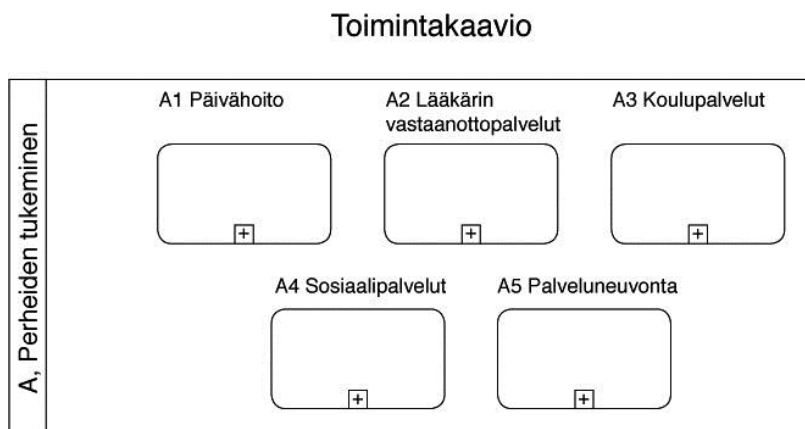 Toimintakaavio
A, Perheiden tukeminen
A1 Päivähoito
A2 Lääkärin
vastaanottopalvelut
A3 Koulupalvelut
A4 Sosiaalipalvelut
A5 Palveluneuvonta